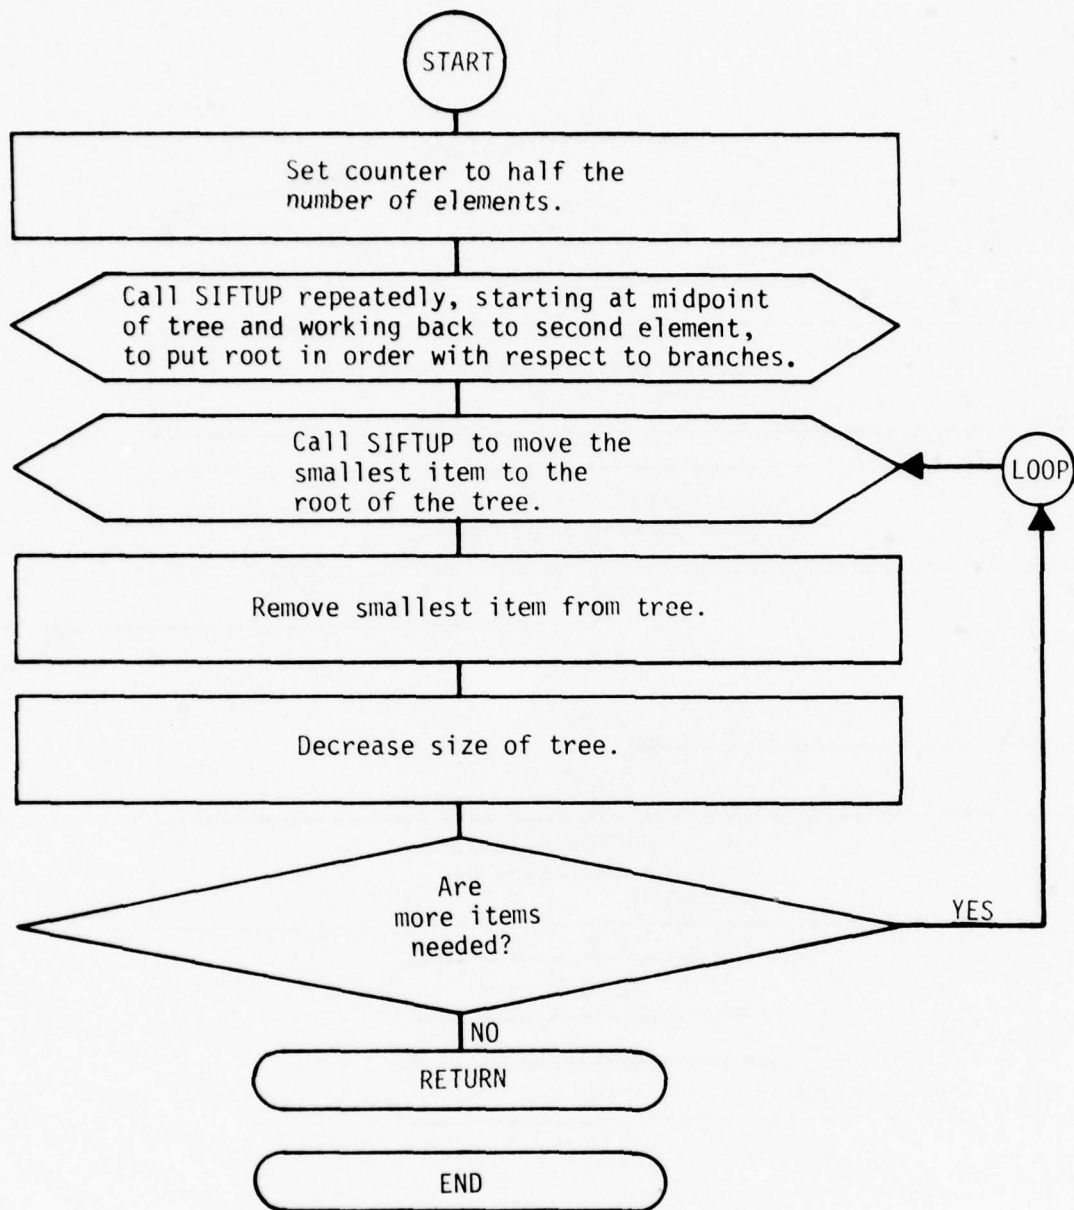 START
Set counter to half the
number of elements.
Call SIFTUP repeatedly, starting at midpoint
of tree and working back to second element,
to put root in order with respect to branches.
Call SIFTUP to move the
smallest item to the
root of the tree.
LOOP
Remove smallest item from tree.
Decrease size of tree.
Are
more items
needed?
YES
NO
RETURN
END